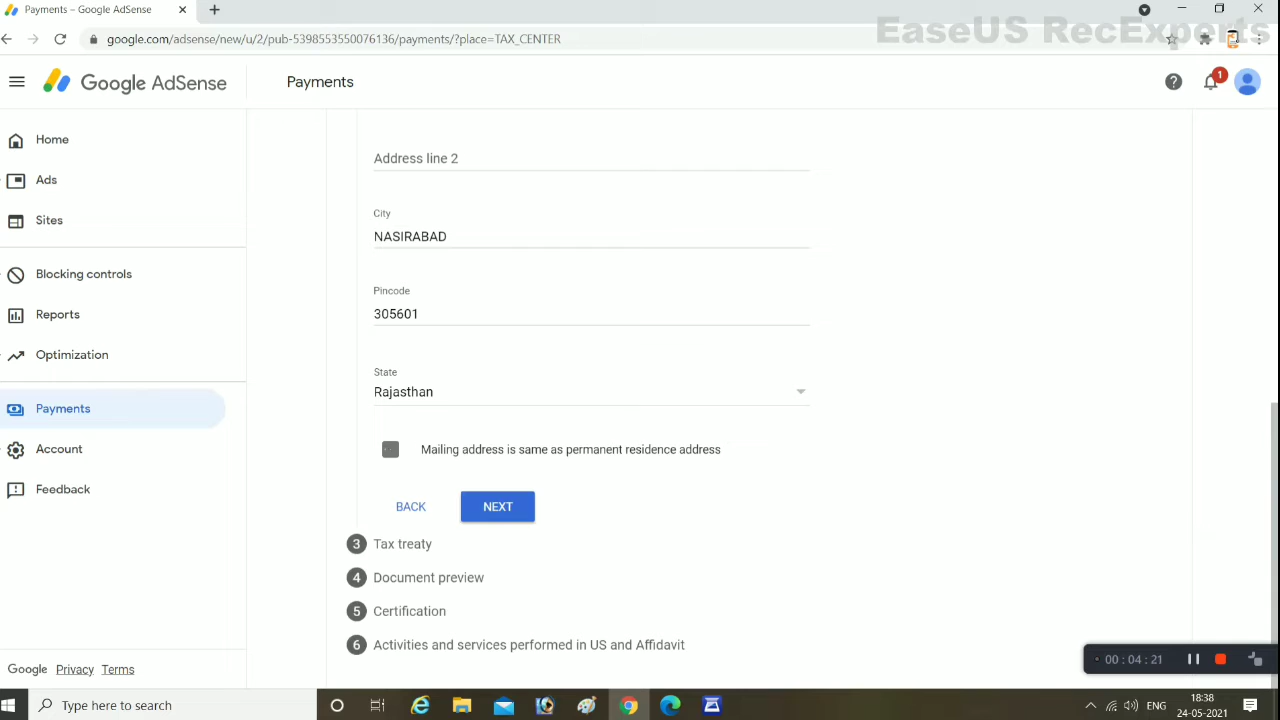 Payments – Google AdSense
EaseUS RecExperts
google.com/adsense/new/u/2/pub-5398553550076136/payments/?place=TAX_CENTER
Google AdSense
Payments
1
Home
Ads
Sites
Blocking controls
Reports
Optimization
Payments
Account
Feedback
Google Privacy Terms
Address line 2
City
NASIRABAD
Pincode
305601
State
Rajasthan
Mailing address is same as permanent residence address
BACK
NEXT
3 Tax treaty
4 Document preview
5 Certification
6 Activities and services performed in US and Affidavit
00 : 04 : 21
Type here to search
ENG
18:38
24-05-2021